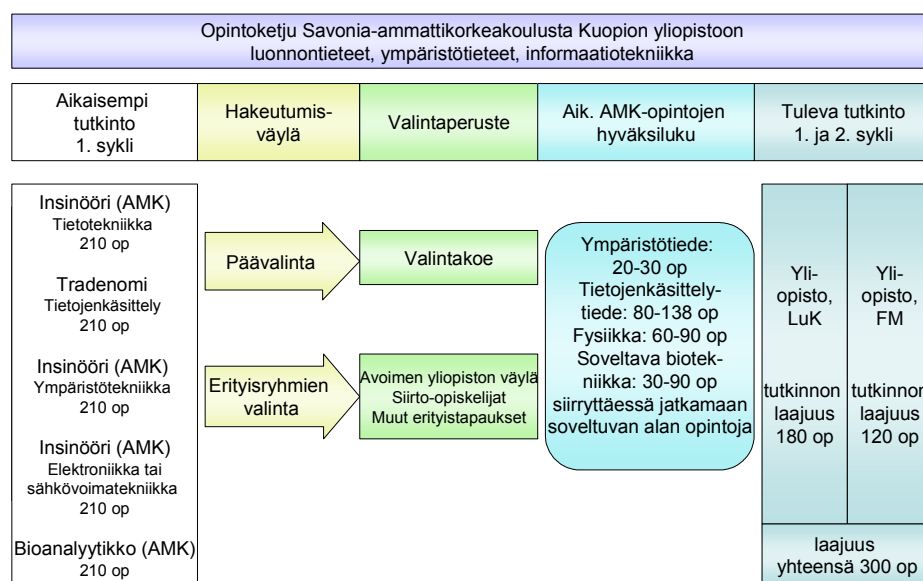 Opintoketju Savonia-ammattikorkeakoulusta Kuopion yliopistoon
luonnontieteet, ympäristötieteet, informaatiotekniikka
Aikaisempi
tutkinto
1. sykli
Hakeutumis-
väylä
Valintaperuste
Aik. AMK-opintojen
hyväksiluku
Tuleva tutkinto
1. ja 2. sykli
Insinööri (AMK)
Tietotekniikka
210 op
Tradenomi
Tietojenkäsittely
210 op
Insinööri (AMK)
Ympäristötekniikka
210 op
Insinööri (AMK)
Elektroniikka tai
sähkövoimatekniikka
210 op
Bioanalyytikko (AMK)
210 op
Päävalinta
Erityisryhmien
valinta
Valintakoe
Avoimen yliopiston väylä
Siirto-opiskelijat
Muut erityistapaukset
Ympäristötiede:
20-30 op
Tietojenkäsittely-
tiede: 80-138 op
Fysiikka: 60-90 op
Soveltava biotek-
niikka: 30-90 op
siirryttäessä jatkamaan
soveltuvan alan opintoja
Yli-
opisto,
LuK
tutkinnon
laajuus
180 op
Yli-
opisto,
FM
tutkinnon
laajuus
120 op
laajuus
yhteensä 300 op